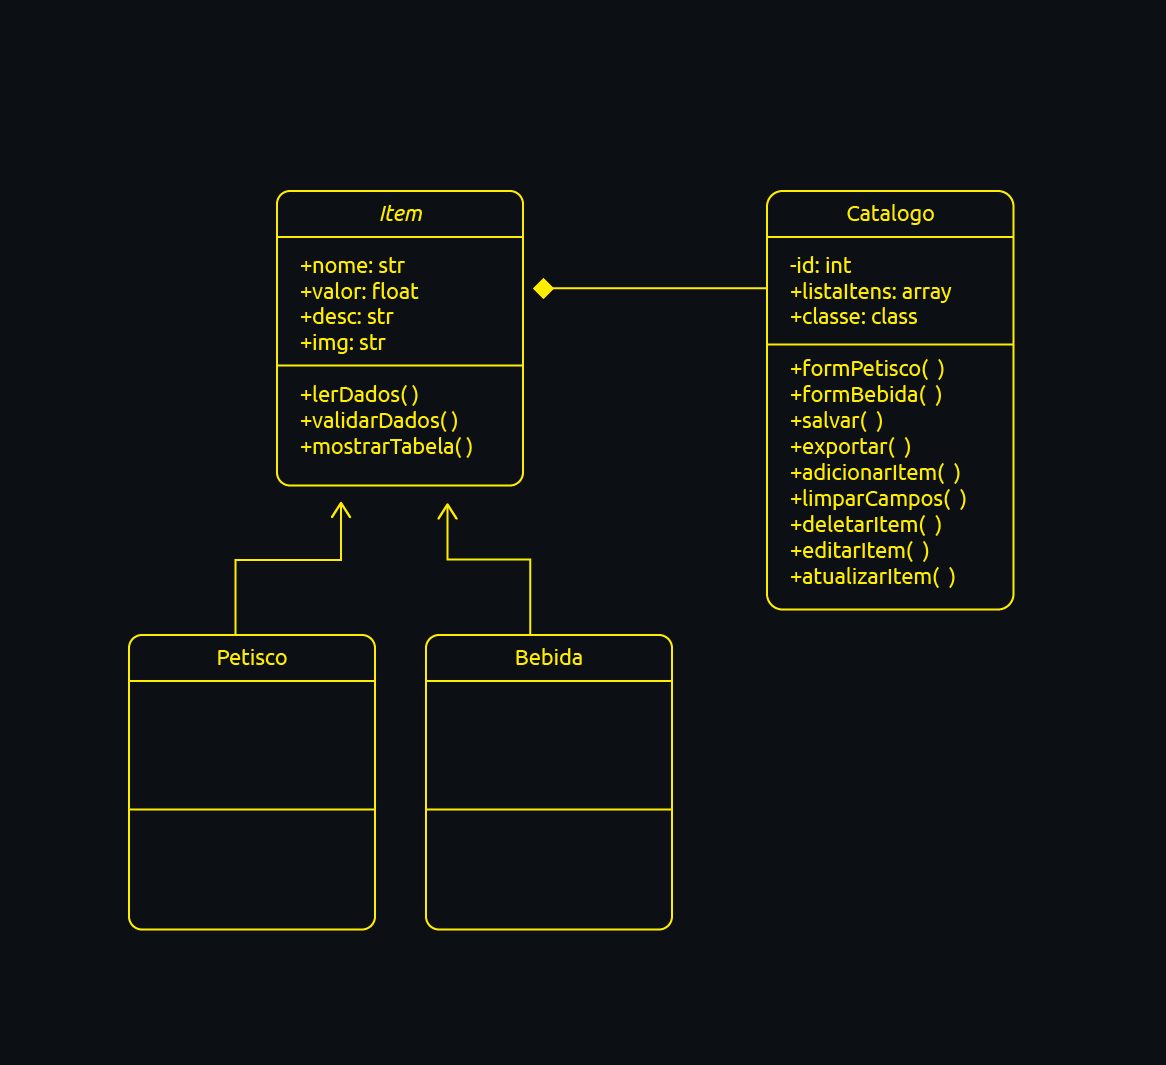 Item
+nome: str
+valor: float
+desc: str
+img: str
+lerDados()
+validarDados()
+mostrarTabela()
Catalogo
-id: int
+listaItens: array
+classe: class
+formPetisco( )
+formBebida( )
+salvar( )
+exportar( )
+adicionarItem( )
+limparCampos( )
+deletarItem( )
+editarItem( )
+atualizarItem( )
Petisco
Bebida